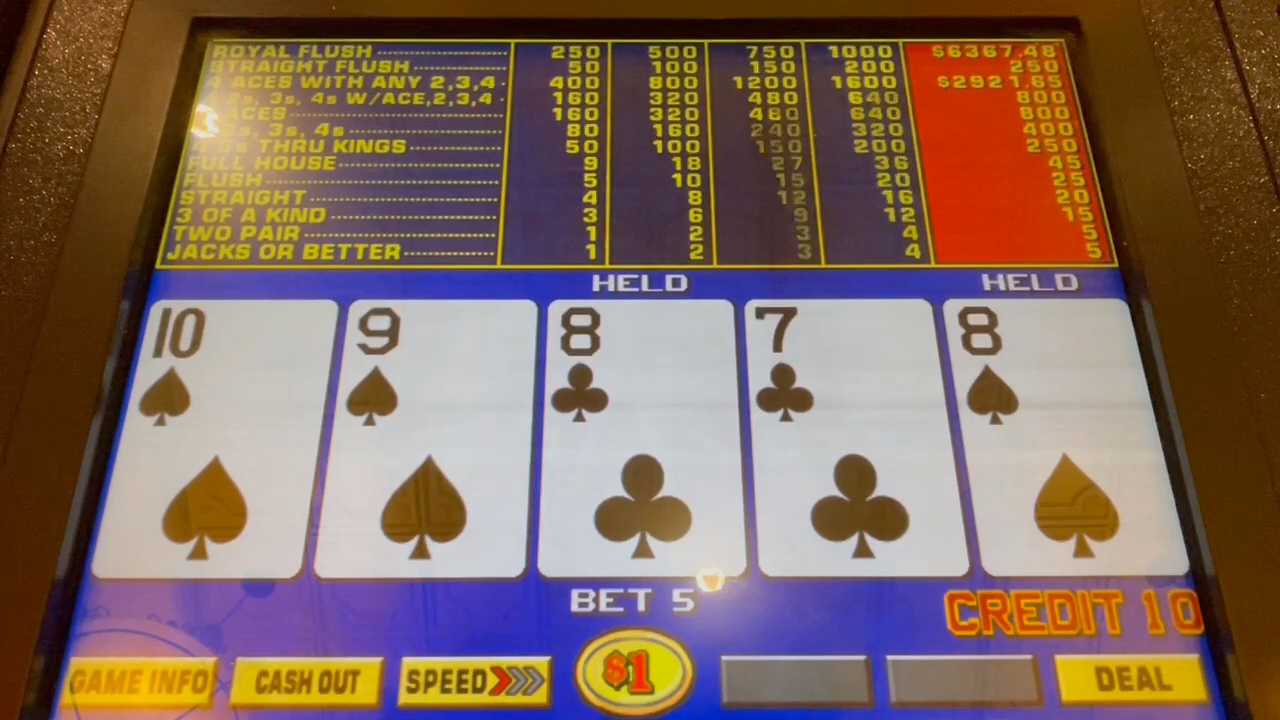 ROYAL FLUSH 250 500 750 1000 $6367.48
STRAIGHT FLUSH 50 100 150 200 250
4 ACES WITH ANY 2,3,4 400 800 1200 1600 $2921.65
2s, 3s, 4s W/ACE,2,3,4 160 320 480 640 800
ACES 160 320 480 640 800
3s, 4s 80 160 240 320 400
THRU KINGS 50 100 150 200 250
FULL HOUSE 9 18 27 36 45
FLUSH 5 10 15 20 25
STRAIGHT 4 8 12 16 20
3 OF A KIND 3 6 9 12 15
TWO PAIR 1 2 3 4 5
JACKS OR BETTER 1 2 3 4 5
HELD HELD
10 9 8 7 8
BET 5 CREDIT 10
GAME INFO CASH OUT SPEED $1 DEAL